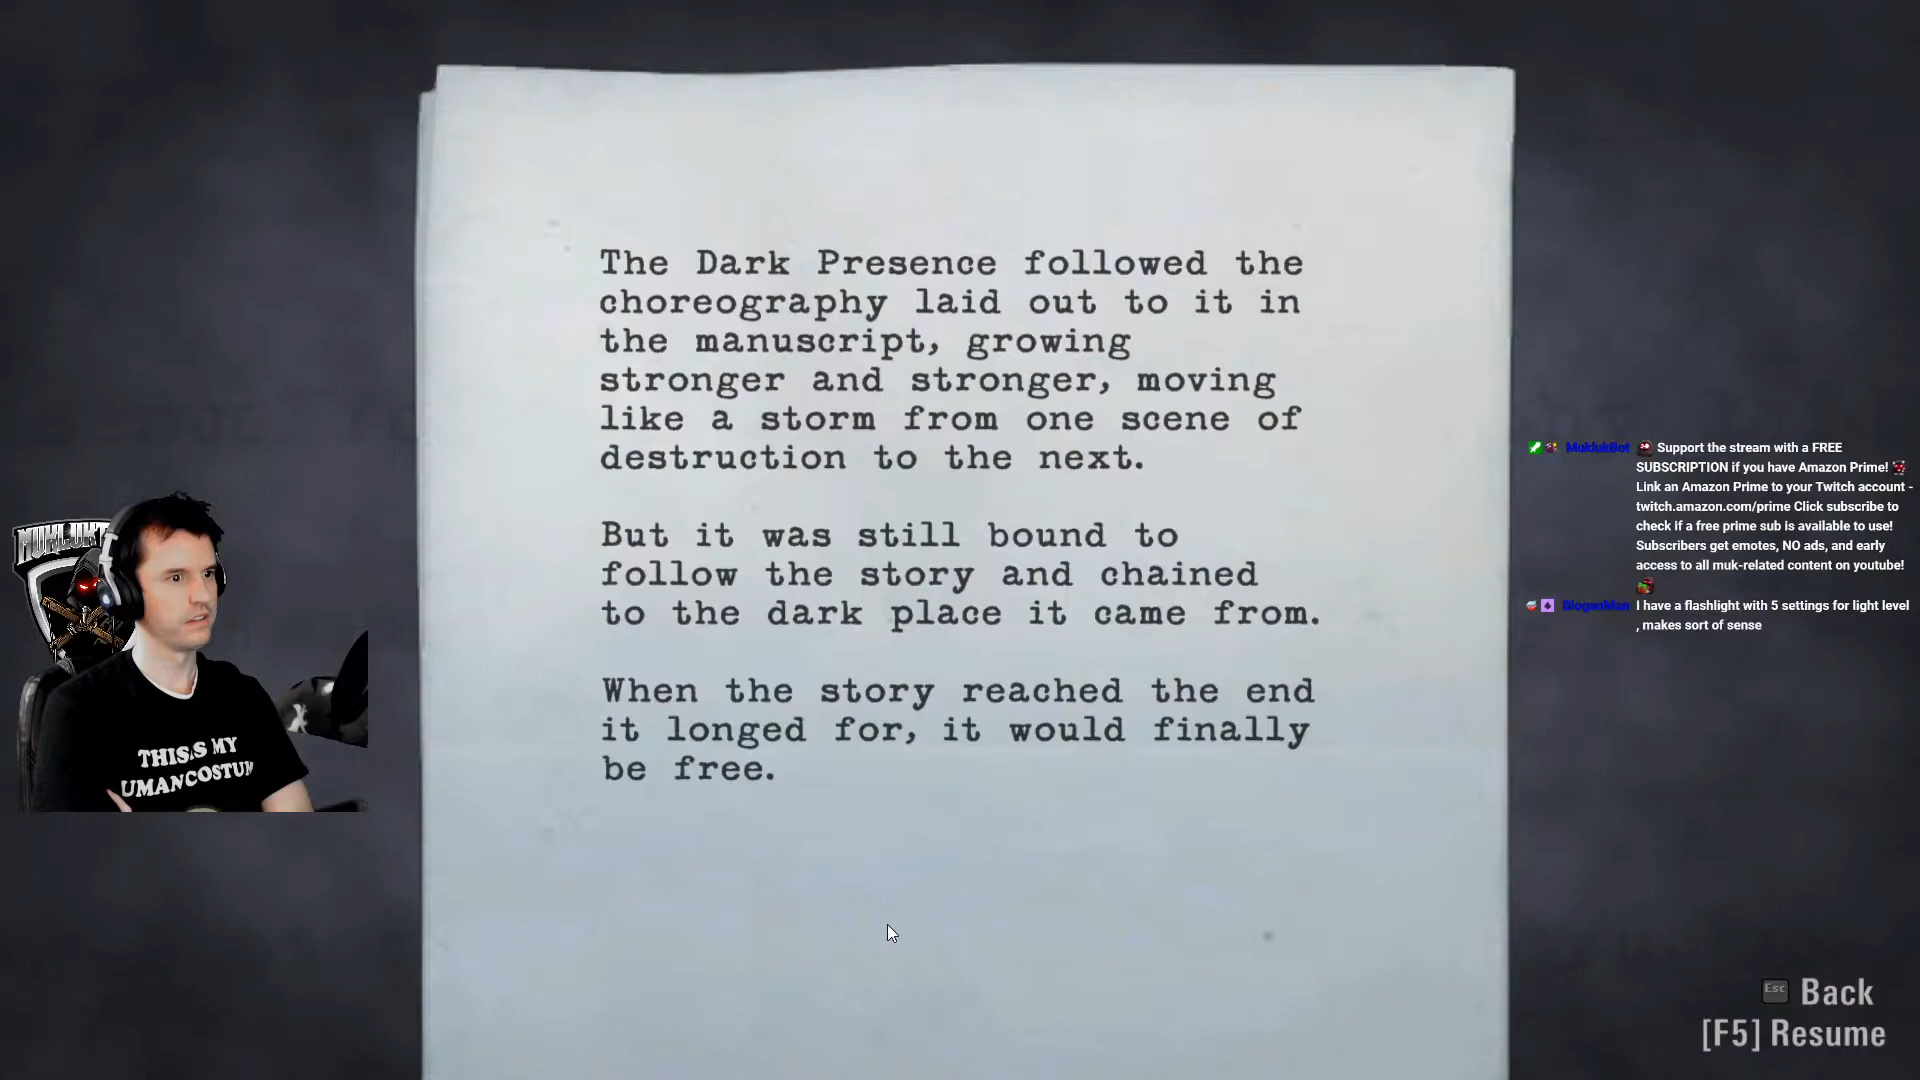 The Dark Presence followed the
choreography laid out to it in
the manuscript, growing
stronger and stronger, moving
like a storm from one scene of
destruction to the next.
But it was still bound to
follow the story and chained
to the dark place it came from.
When the story reached the end
it longed for, it would finally
be free.
MuklukBot Support the stream with a FREE
SUBSCRIPTION if you have Amazon Prime!
Link an Amazon Prime to your Twitch account -
twitch.amazon.com/prime Click subscribe to
check if a free prime sub is available to use!
Subscribers get emotes, NO ads, and early
access to all muk-related content on youtube!
I have a flashlight with 5 settings for light level
, makes sort of sense
THIS IS MY
UMANCOSTUM
Esc Back
[F5] Resume